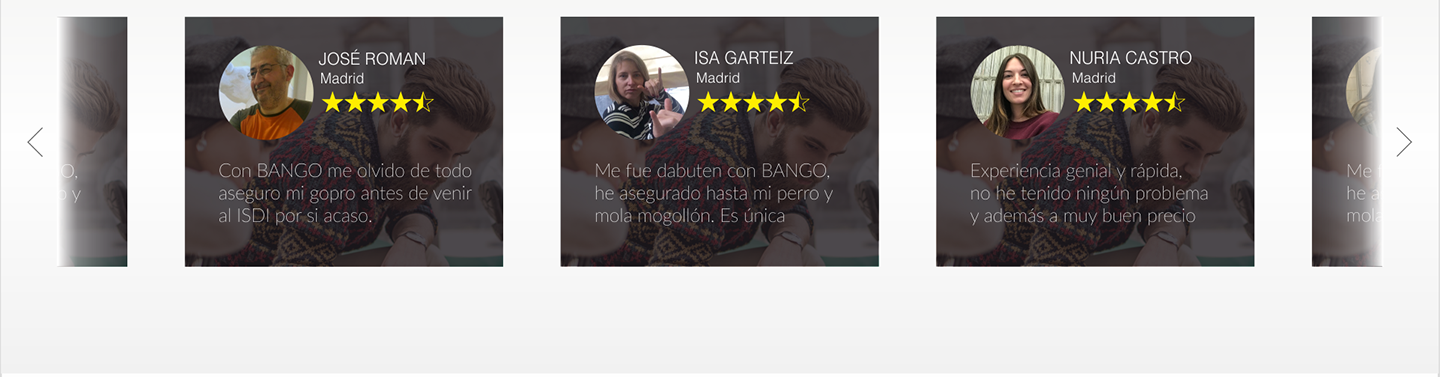 O,
o y
JOSÉ ROMAN
Madrid
Con BANGO me olvido de todo
aseguro mi gopro antes de venir
al ISDI por si acaso.
ISA GARTEIZ
Madrid
Me fue dabuten con BANGO,
he asegurado hasta mi perro y
mola mogollón. Es única
NURIA CASTRO
Madrid
Experiencia genial y rápida,
no he tenido ningún problema
y además a muy buen precio
Me
he a
mola